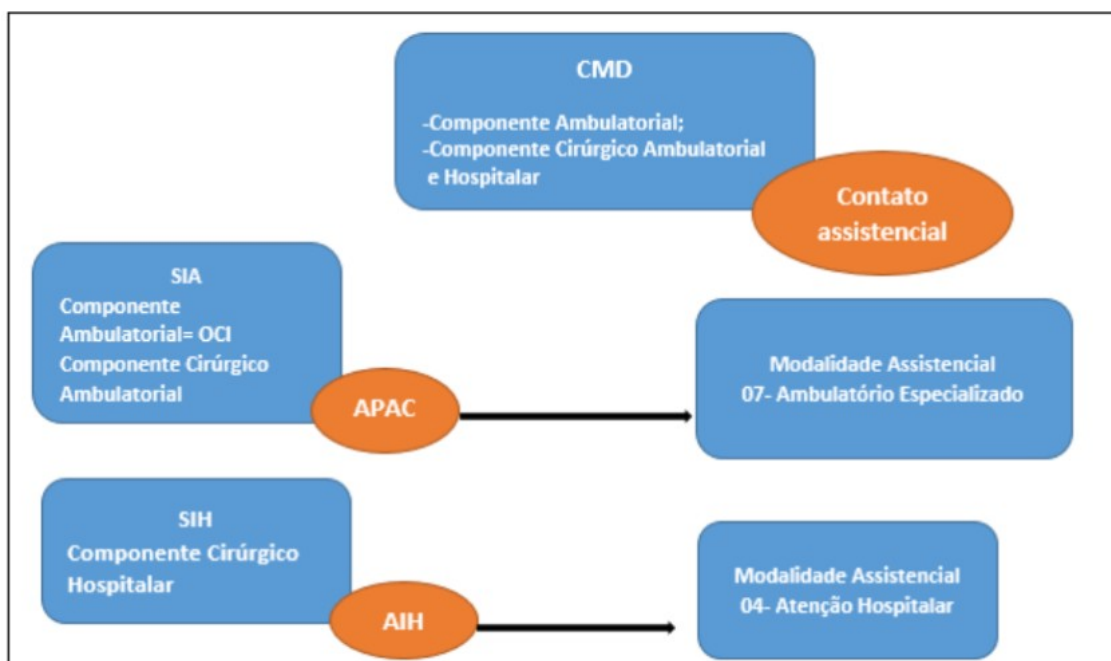 CMD
-Componente Ambulatorial;
-Componente Cirúrgico Ambulatorial
e Hospitalar
Contato
assistencial
SIA
Componente
Ambulatorial= OCI
Componente Cirúrgico
Ambulatorial
APAC
Modalidade Assistencial
07- Ambulatório Especializado
SIH
Componente Cirúrgico
Hospitalar
AIH
Modalidade Assistencial
04- Atenção Hospitalar